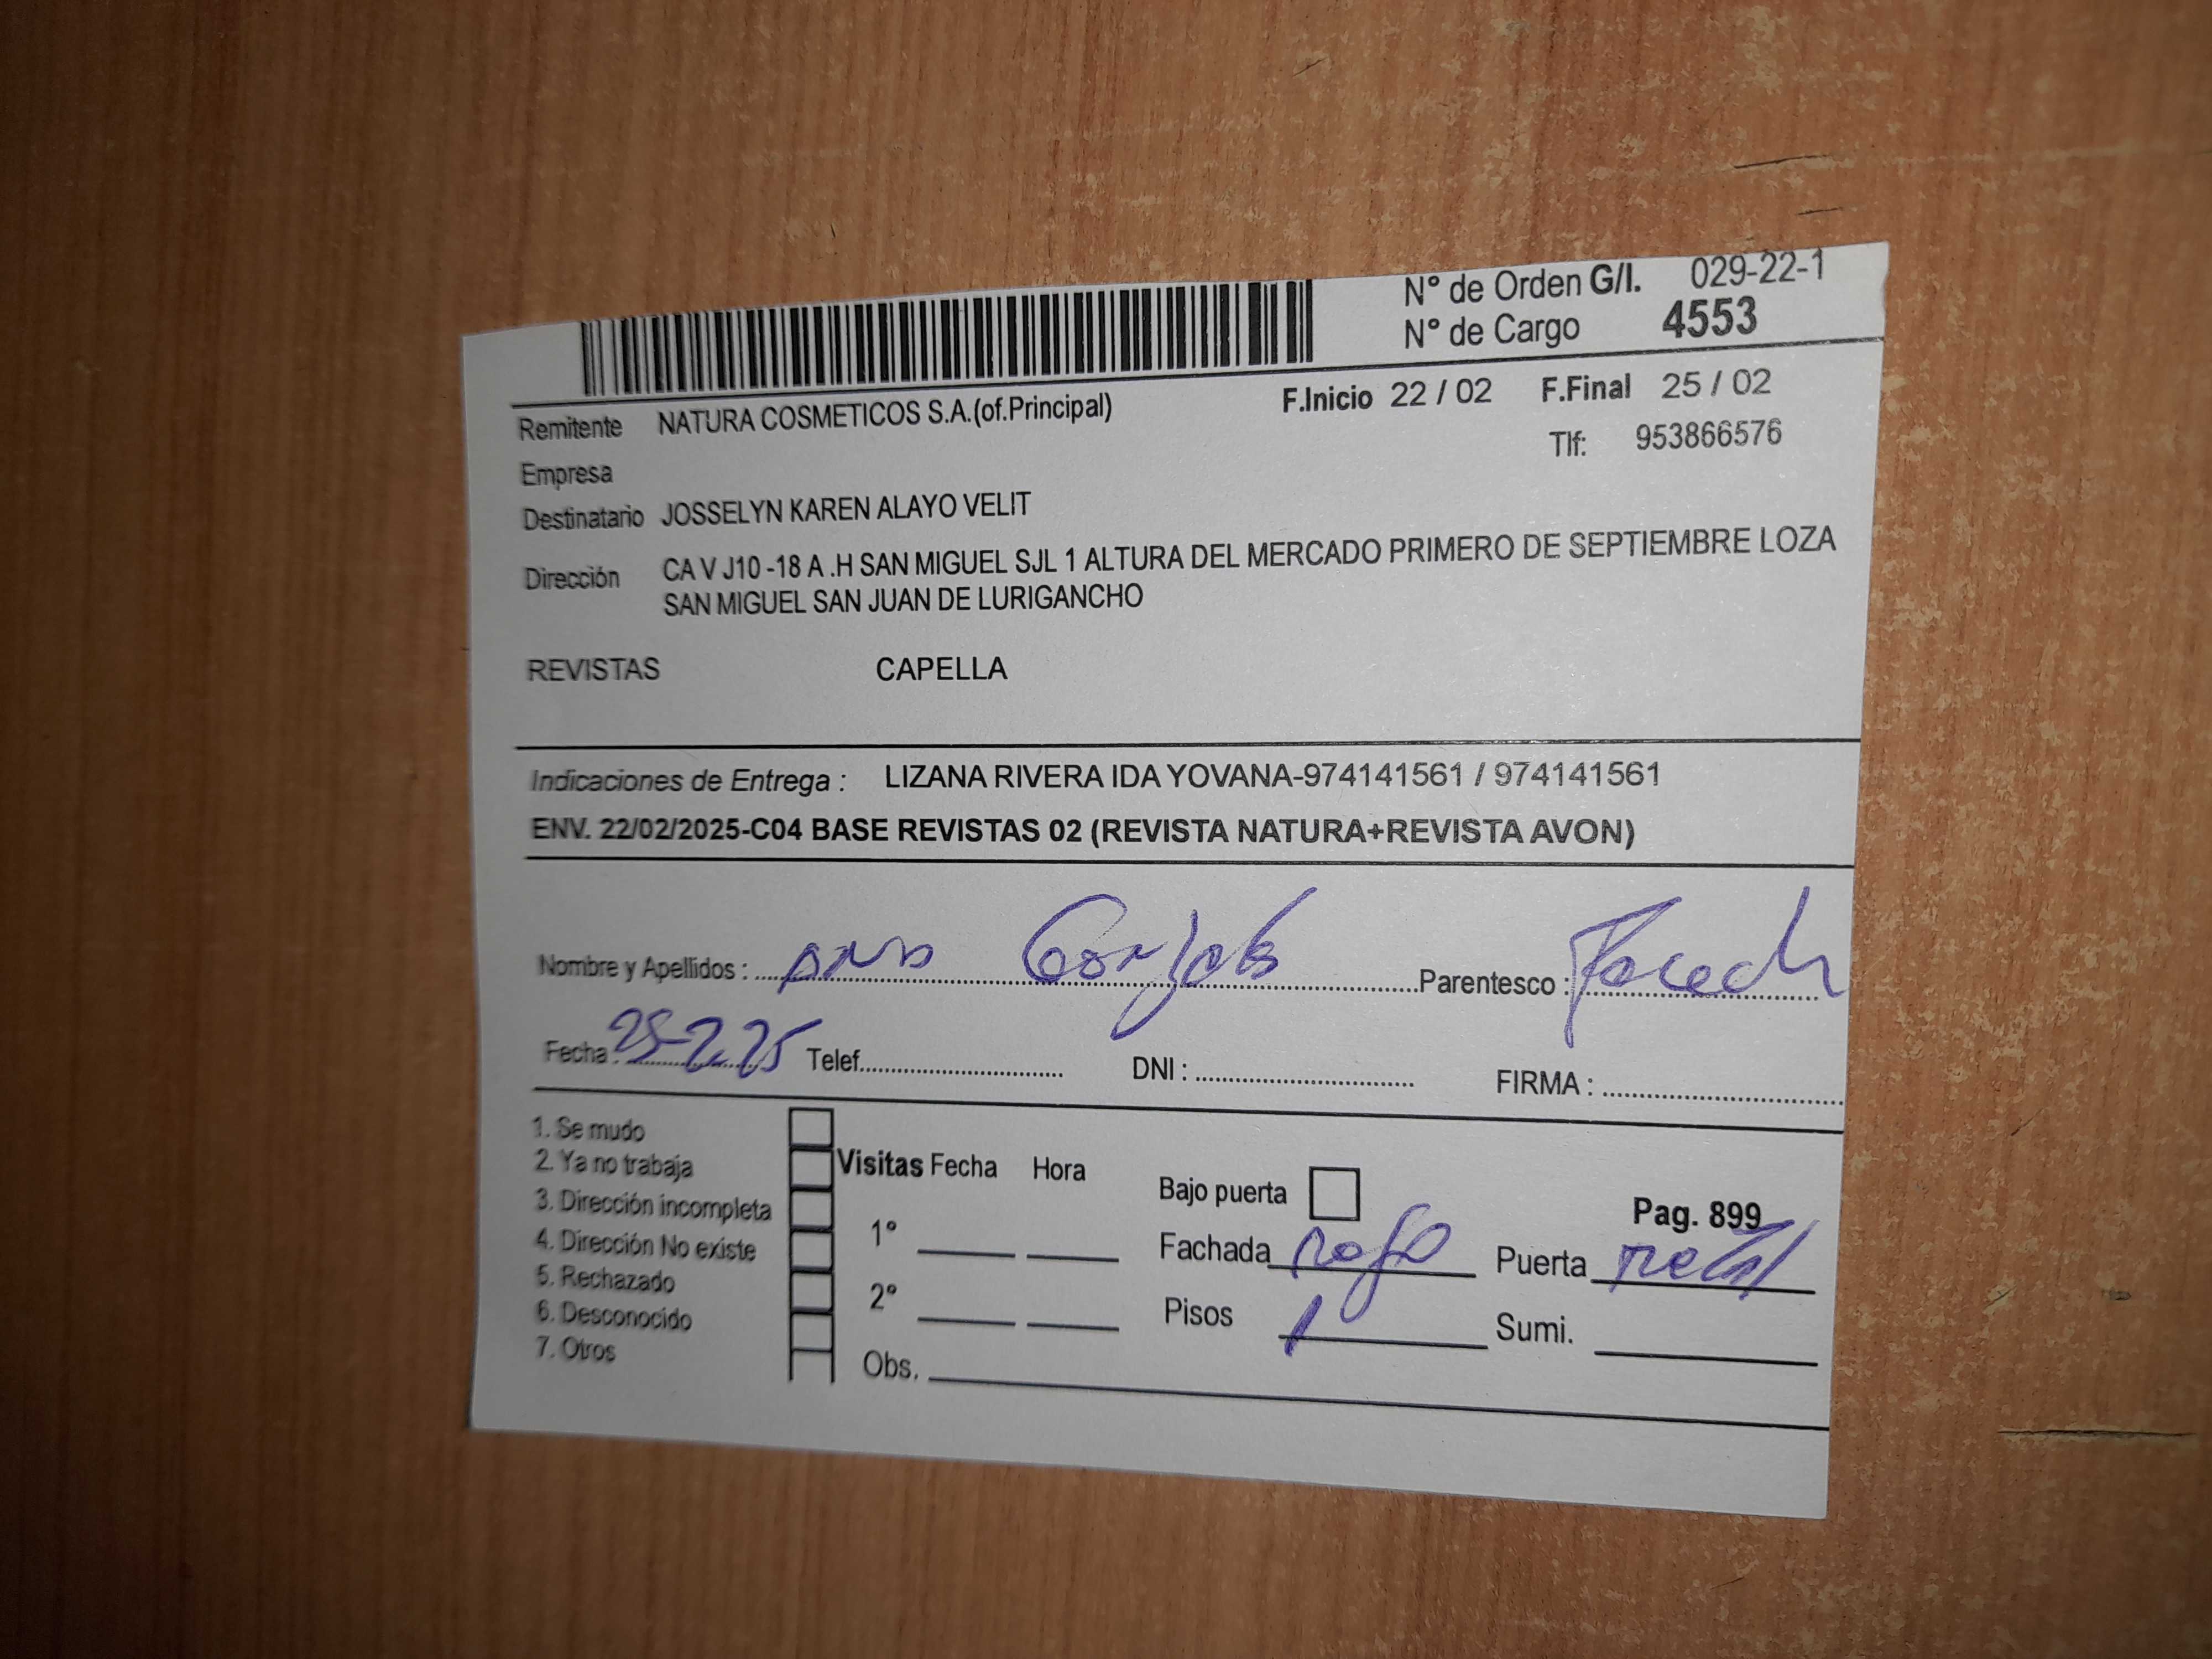 N° de Orden G/I. 029-22-1
N° de Cargo 4553
Remitente NATURA COSMETICOS S.A.(of.Principal) F.Inicio 22 / 02 F.Final 25 / 02
Tlf: 953866576
Empresa
Destinatario JOSSELYN KAREN ALAYO VELIT
Dirección CA V J10 -18 A .H SAN MIGUEL SJL 1 ALTURA DEL MERCADO PRIMERO DE SEPTIEMBRE LOZA
SAN MIGUEL SAN JUAN DE LURIGANCHO
REVISTAS CAPELLA
Indicaciones de Entrega : LIZANA RIVERA IDA YOVANA-974141561 / 974141561
ENV. 22/02/2025-C04 BASE REVISTAS 02 (REVISTA NATURA+REVISTA AVON)
Nombre y Apellidos : Parentesco :
Fecha : 25-2.25 Telef. DNI : FIRMA :
1. Se mudo
2. Ya no trabaja Visitas Fecha Hora Bajo puerta
3. Dirección incompleta Pag. 899
4. Dirección No existe 1° Fachada rojo Puerta metal
5. Rechazado
6. Desconocido 2° Pisos 1 Sumi.
7. Otros Obs.